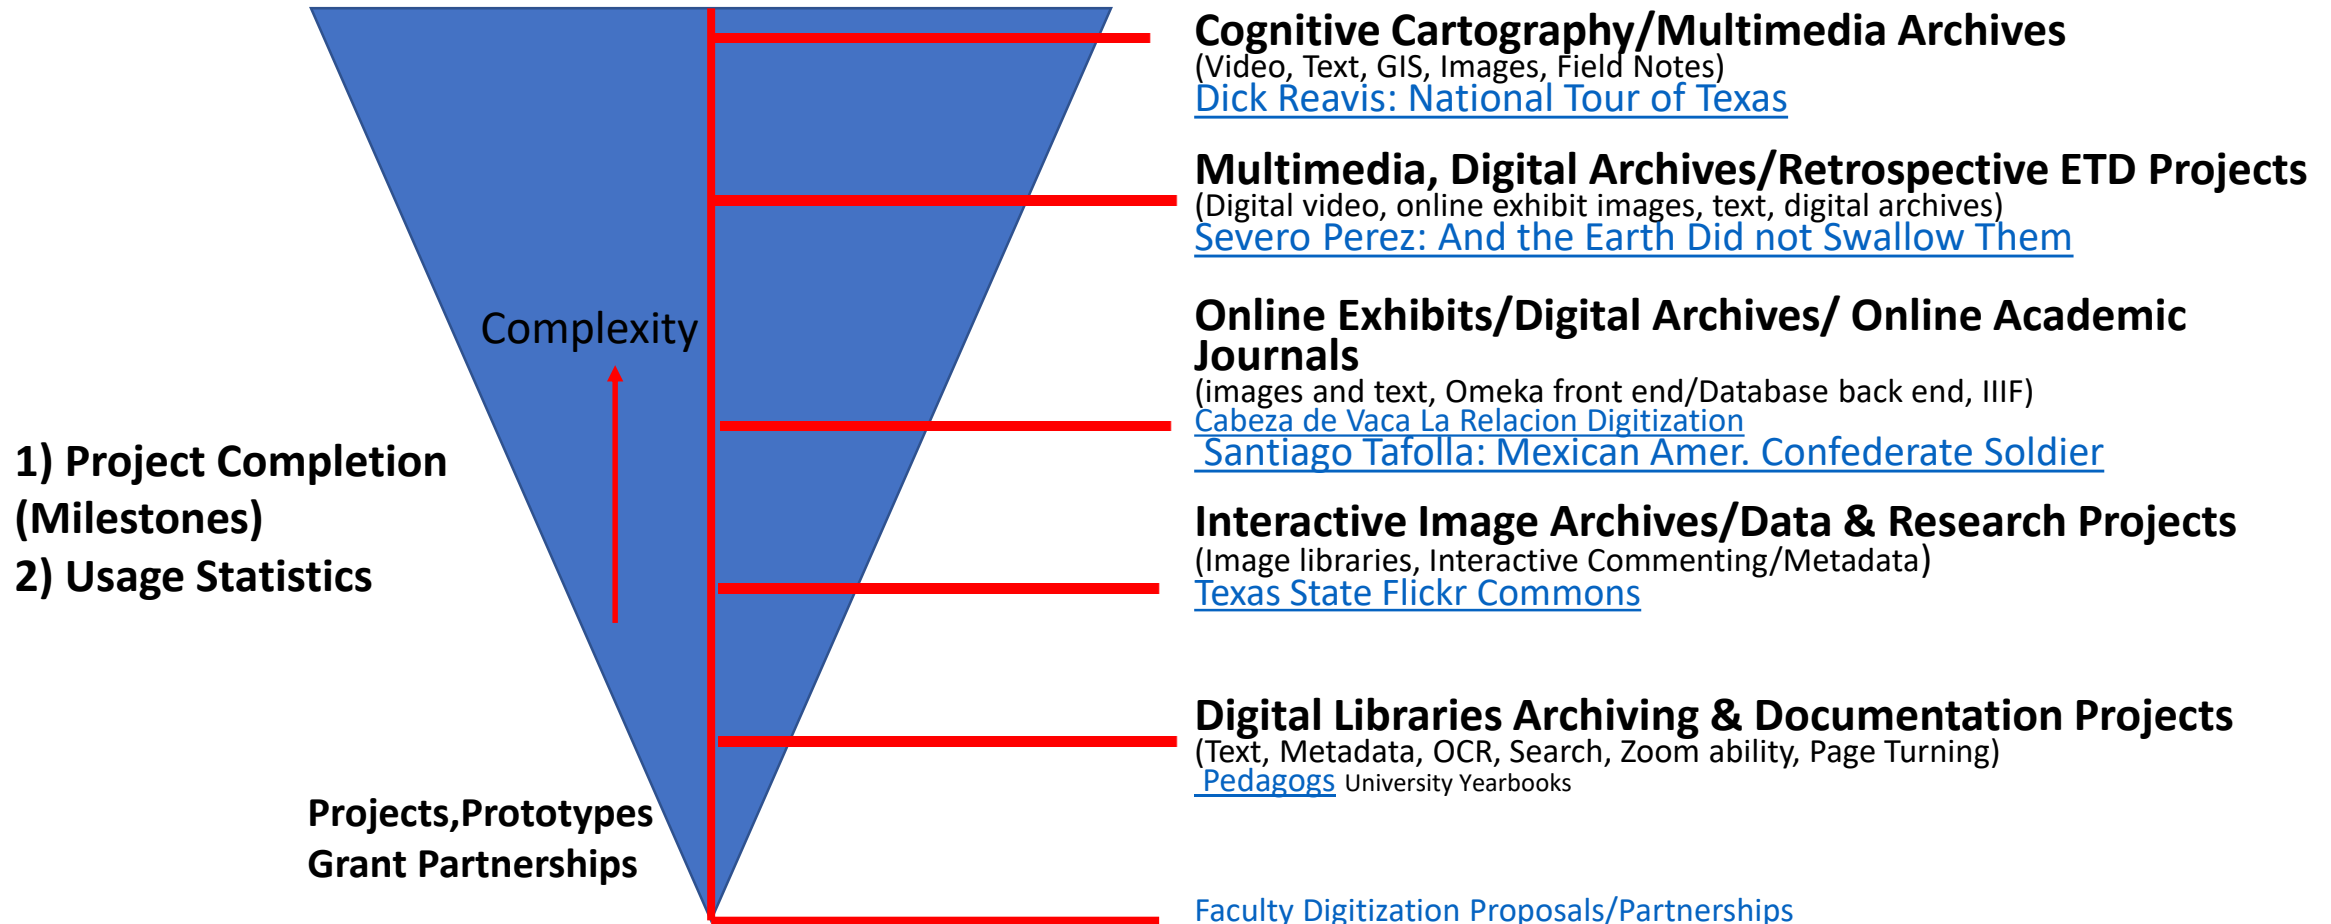 Cognitive Cartography/Multimedia Archives
(Video, Text, GIS, Images, Field Notes)
Dick Reavis: National Tour of Texas
Multimedia, Digital Archives/Retrospective ETD Projects
(Digital video, online exhibit images, text, digital archives)
Severo Perez: And the Earth Did not Swallow Them
Complexity
Online Exhibits/Digital Archives/ Online Academic
Journals
(images and text, Omeka front end/Database back end, IIIF)
Cabeza de Vaca La Relacion Digitization
Santiago Tafolla: Mexican Amer. Confederate Soldier
1) Project Completion
(Milestones)
2) Usage Statistics
Interactive Image Archives/Data & Research Projects
(Image libraries, Interactive Commenting/Metadata)
Texas State Flickr Commons
Digital Libraries Archiving & Documentation Projects
(Text, Metadata, OCR, Search, Zoom ability, Page Turning)
Pedagogs University Yearbooks
Projects,Prototypes
Grant Partnerships
Faculty Digitization Proposals/Partnerships